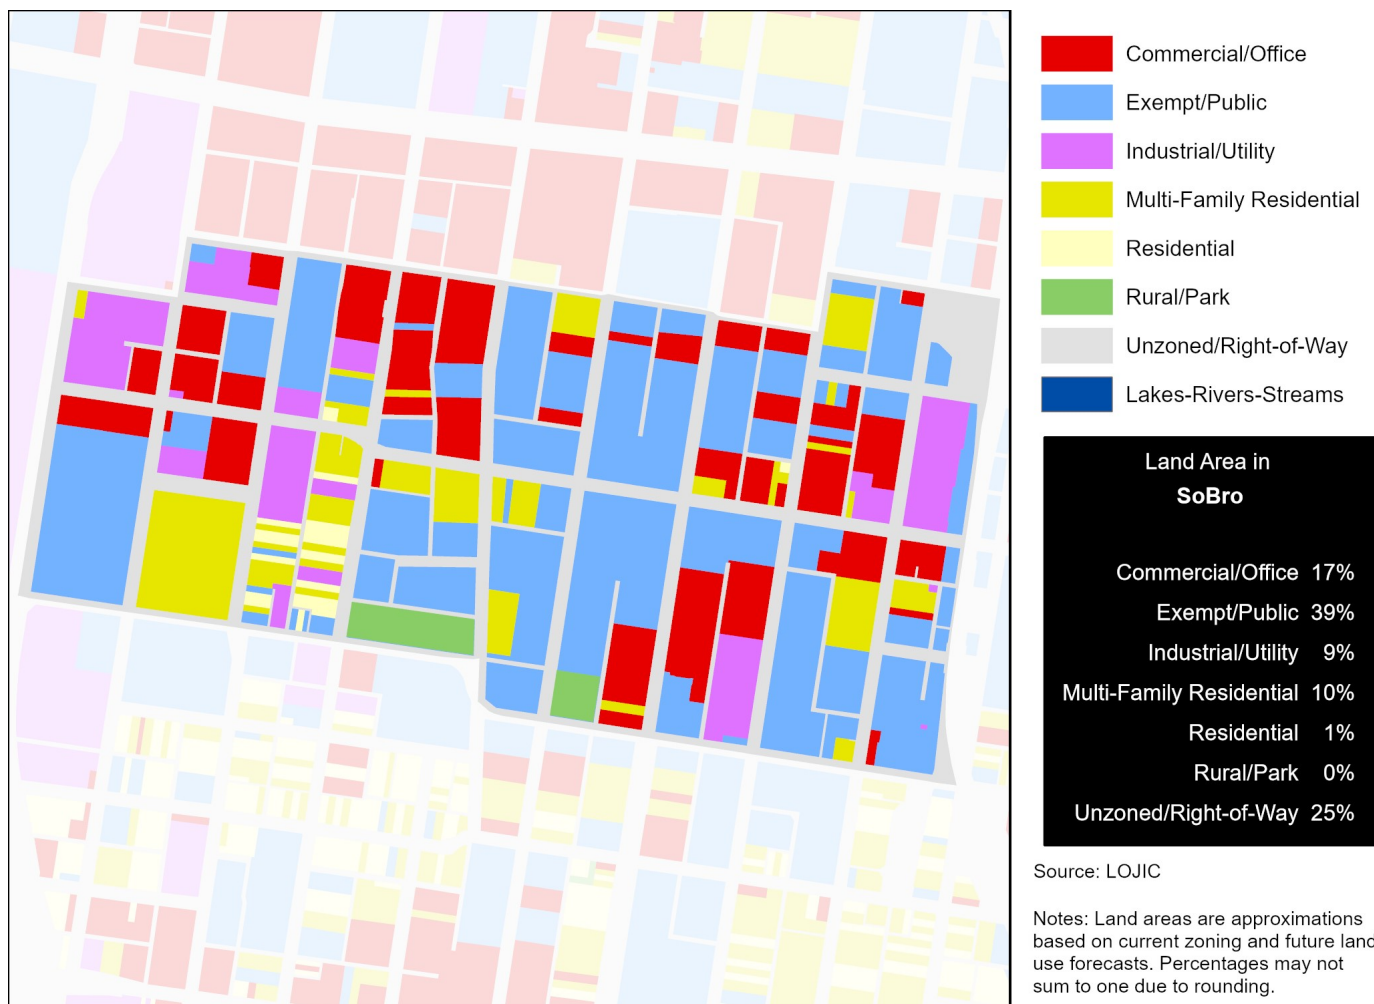 Commercial/Office
Exempt/Public
Industrial/Utility
Multi-Family Residential
Residential
Rural/Park
Unzoned/Right-of-Way
Lakes-Rivers-Streams
Land Area in
SoBro
Commercial/Office 17%
Exempt/Public 39%
Industrial/Utility 9%
Multi-Family Residential 10%
Residential 1%
Rural/Park 0%
Unzoned/Right-of-Way 25%
Source: LOJIC
Notes: Land areas are approximations
based on current zoning and future land
use forecasts. Percentages may not
sum to one due to rounding.